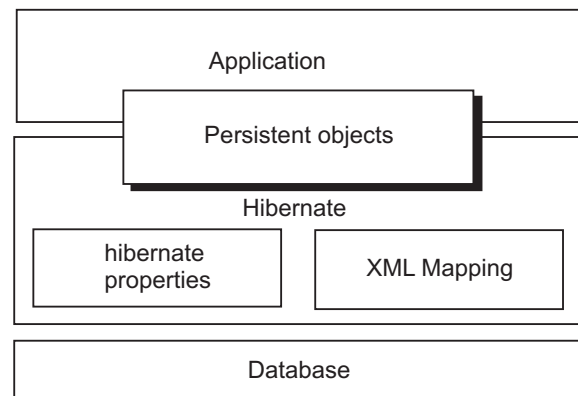 Application
Persistent objects
Hibernate
hibernate
properties
XML Mapping
Database